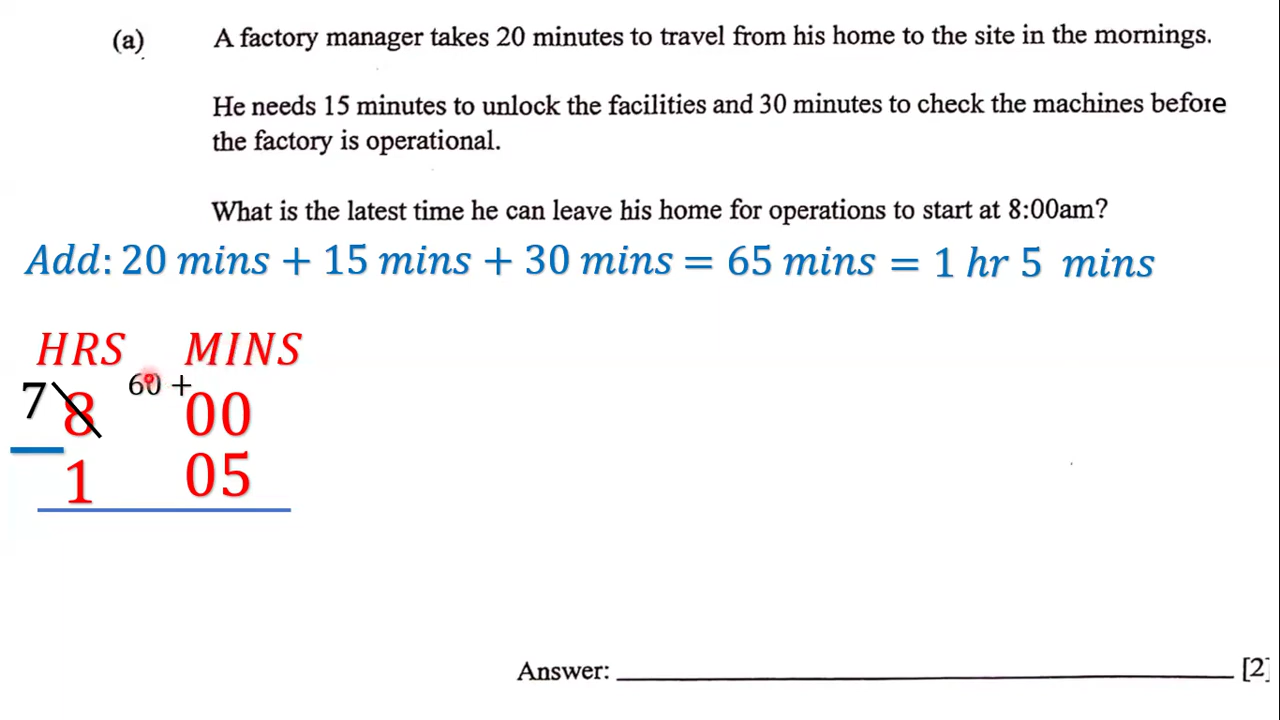 (a) A factory manager takes 20 minutes to travel from his home to the site in the mornings.
He needs 15 minutes to unlock the facilities and 30 minutes to check the machines before
the factory is operational.
What is the latest time he can leave his home for operations to start at 8:00am?
Add: 20 mins + 15 mins + 30 mins = 65 mins = 1 hr 5 mins
HRS MINS
7 8 60 + 00
— 1 05
Answer: ____________ [2]